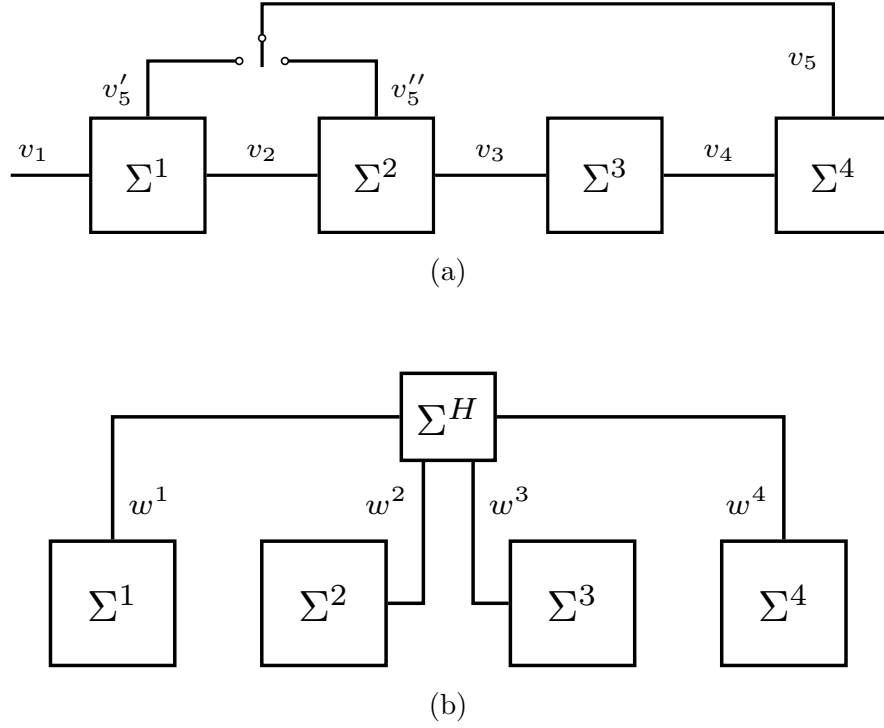 v₅
v₅′ v₅″
v₁ v₂ v₃ v₄
Σ¹ Σ² Σ³ Σ⁴
(a)
Σᴴ
w¹ w² w³ w⁴
Σ¹ Σ² Σ³ Σ⁴
(b)